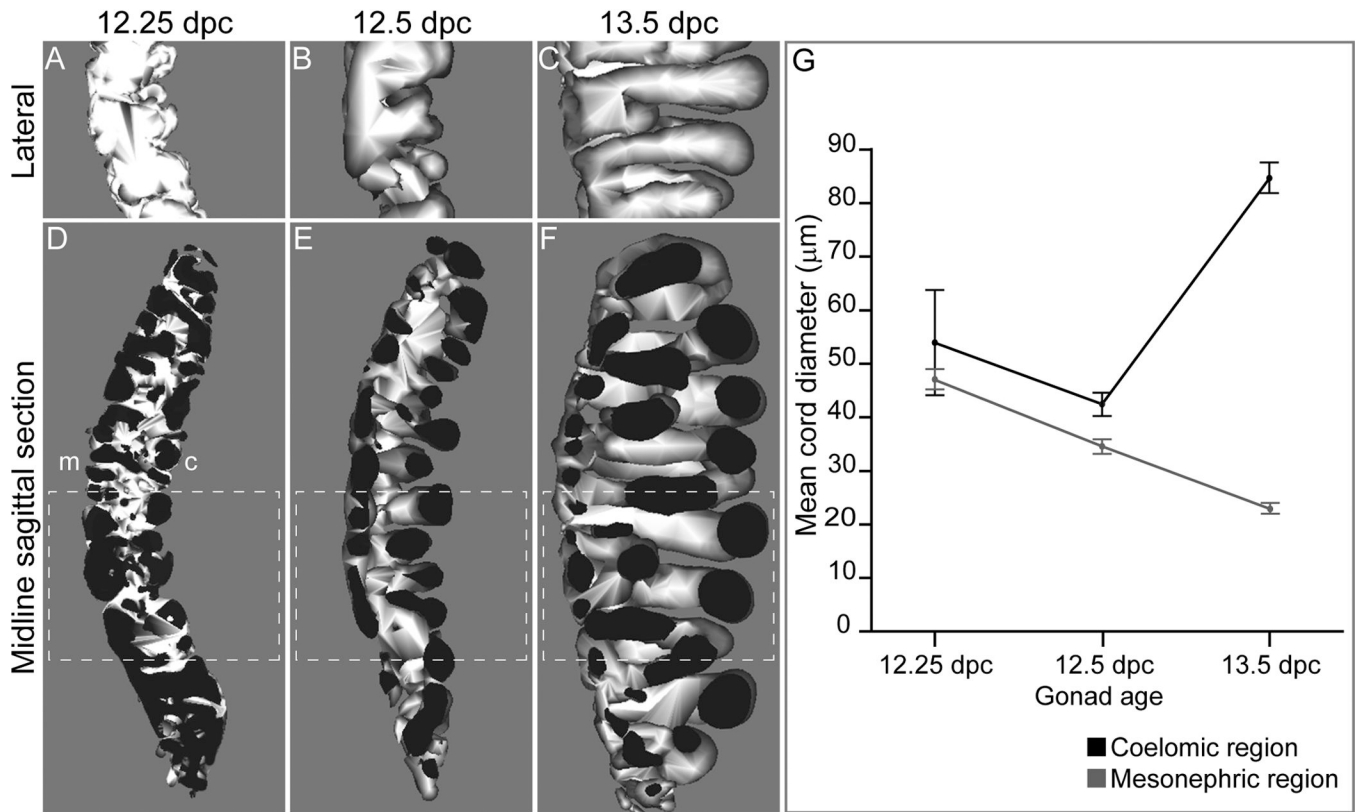 12.25 dpc
12.5 dpc
13.5 dpc
Lateral
A
B
C
Midline sagittal section
D
m
c
E
F
G
Mean cord diameter (μm)
90
80
70
60
50
40
30
20
10
0
12.25 dpc
12.5 dpc
13.5 dpc
Gonad age
Coelomic region
Mesonephric region